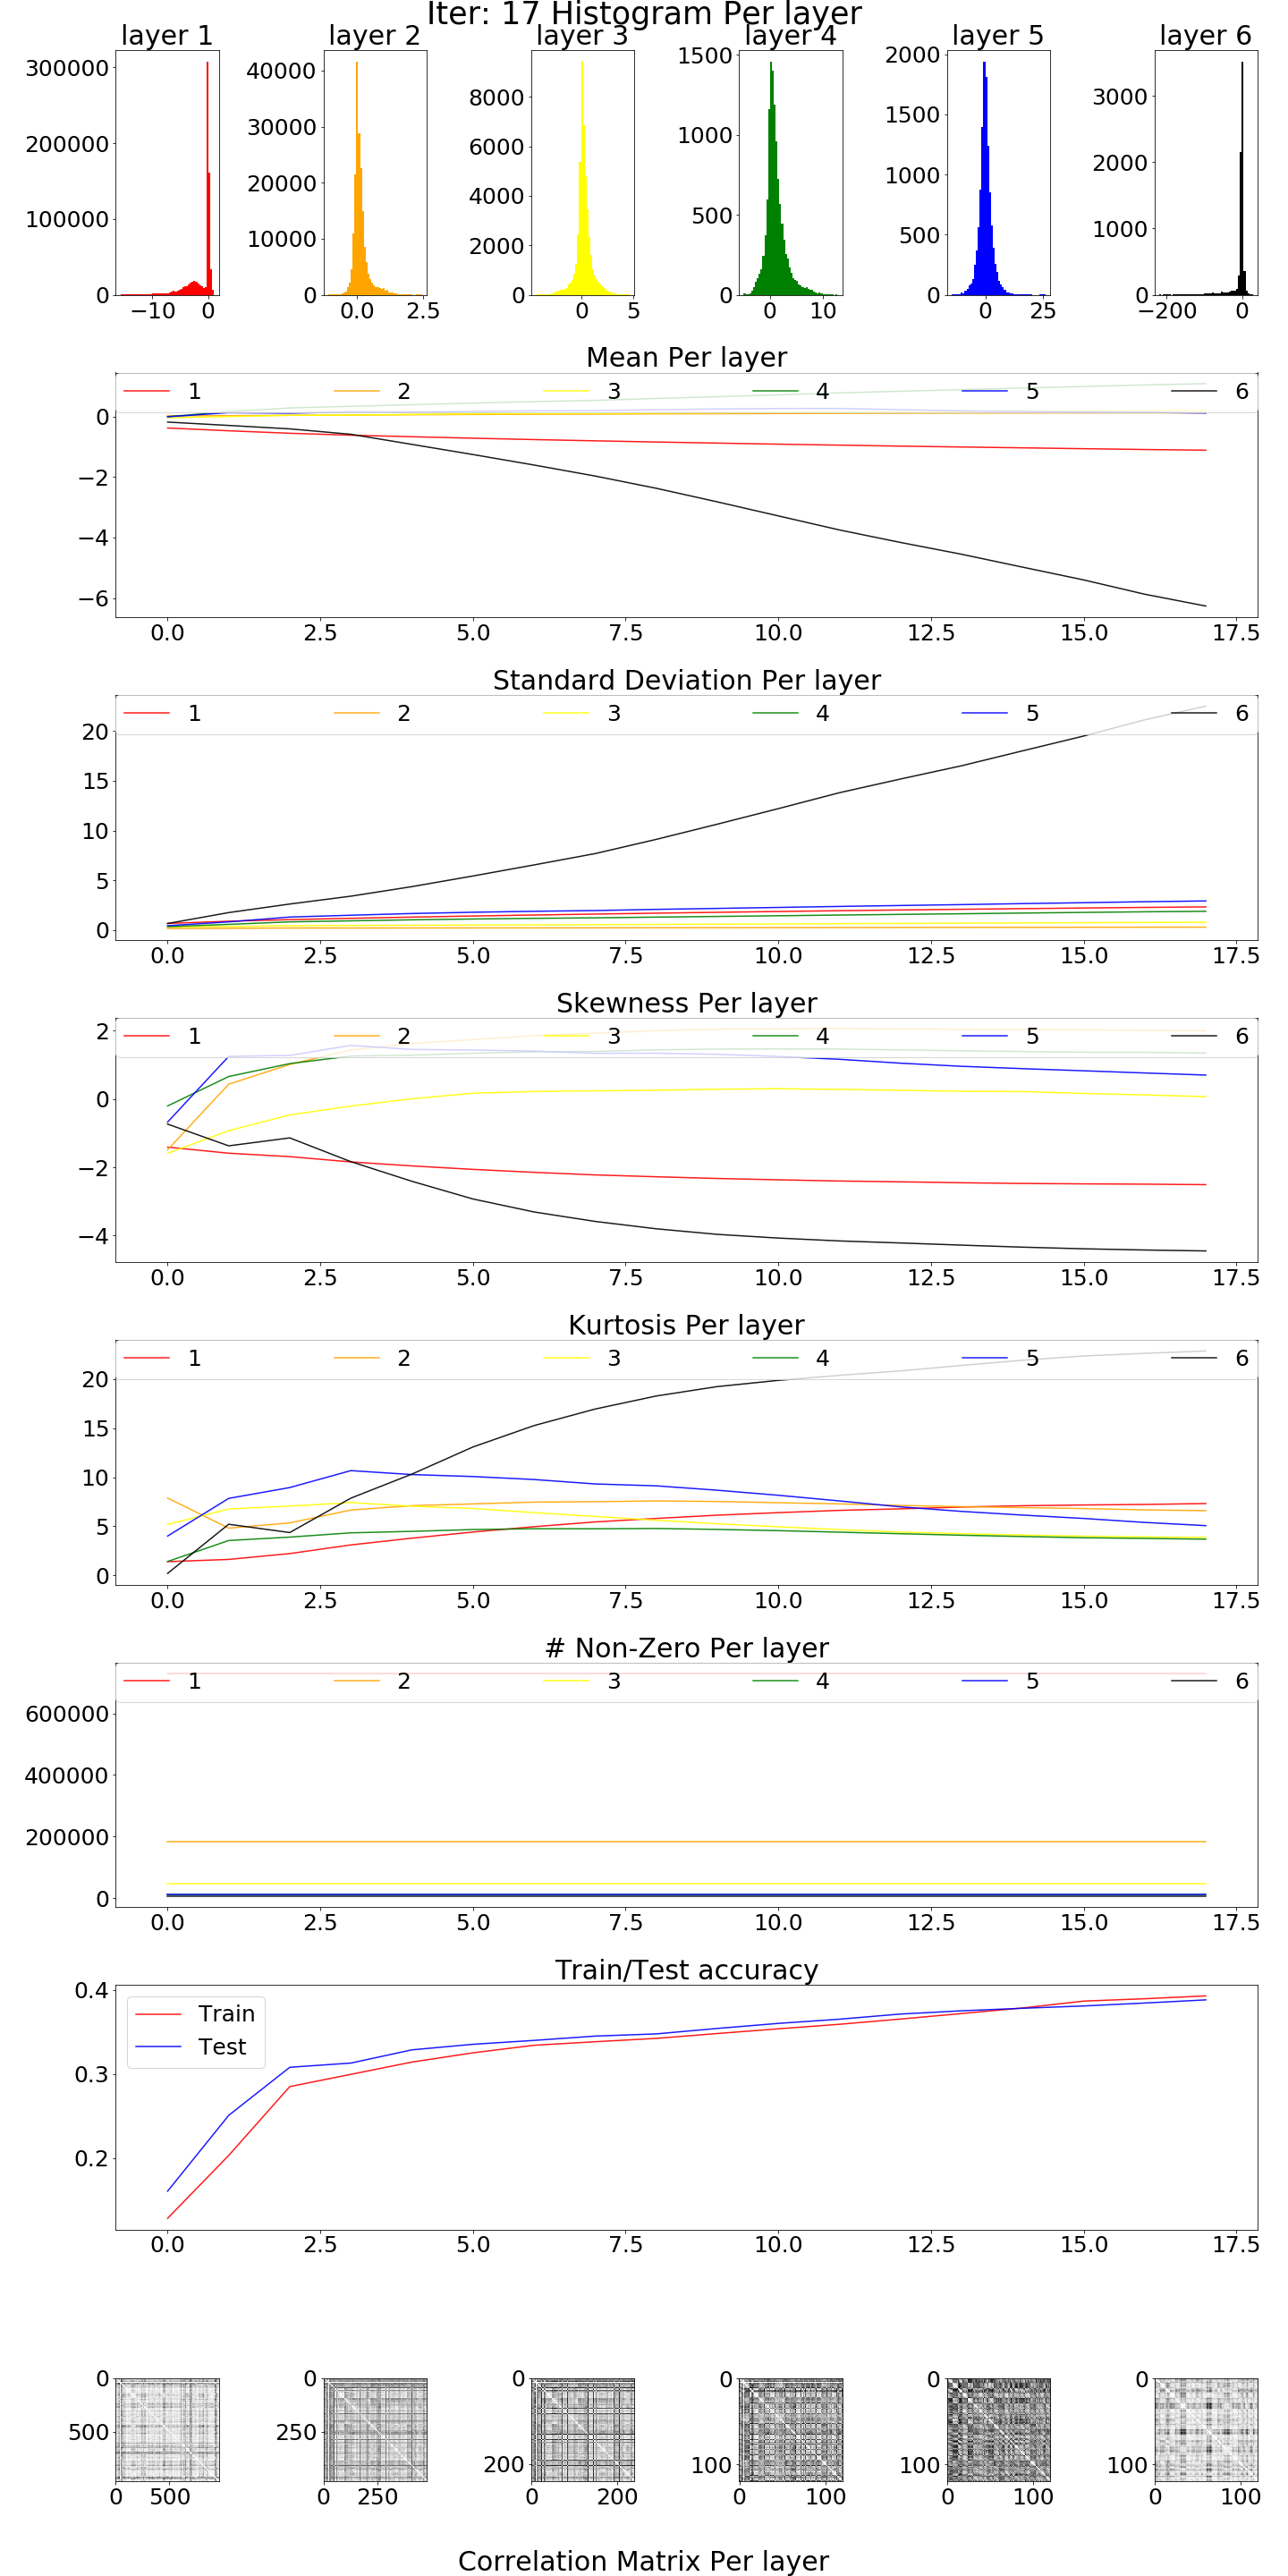 Iter: 17 Histogram Per layer
layer 1 layer 2 layer 3 layer 4 layer 5 layer 6
300000 200000 100000 0
−10 0
40000 30000 20000 10000 0
0.0 2.5
8000 6000 4000 2000 0
0 5
1500 1000 500 0
0 10
2000 1500 1000 500 0
0 25
3000 2000 1000 0
−200 0
Mean Per layer
1 2 3 4 5 6
0
−2
−4
−6
0.0 2.5 5.0 7.5 10.0 12.5 15.0 17.5
Standard Deviation Per layer
1 2 3 4 5 6
20
15
10
5
0
0.0 2.5 5.0 7.5 10.0 12.5 15.0 17.5
Skewness Per layer
2
1 2 3 4 5 6
0
−2
−4
0.0 2.5 5.0 7.5 10.0 12.5 15.0 17.5
Kurtosis Per layer
1 2 3 4 5 6
20
15
10
5
0
0.0 2.5 5.0 7.5 10.0 12.5 15.0 17.5
# Non-Zero Per layer
1 2 3 4 5 6
600000
400000
200000
0
0.0 2.5 5.0 7.5 10.0 12.5 15.0 17.5
Train/Test accuracy
0.4
Train
Test
0.3
0.2
0.0 2.5 5.0 7.5 10.0 12.5 15.0 17.5
0 500
0 500
0 250
0 250
0 200
0 200
0 100
0 100
0 100
0 100
0 100
0 100
Correlation Matrix Per layer